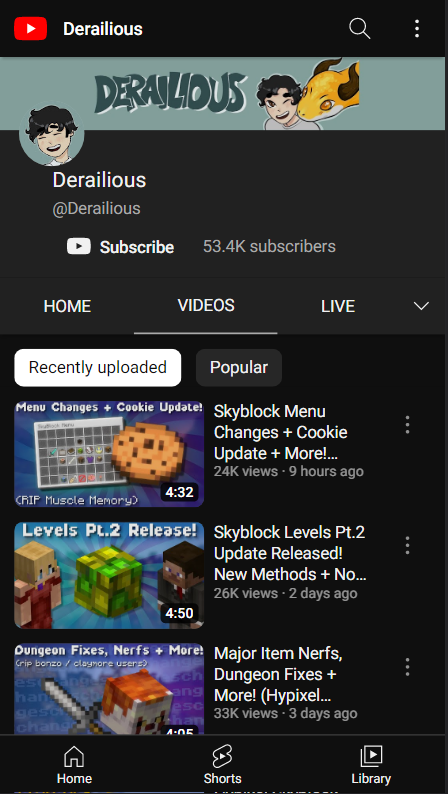 Derailious
DERAILIOUS
Derailious
@Derailious
Subscribe
53.4K subscribers
HOME
VIDEOS
LIVE
Recently uploaded
Popular
Menu Changes + Cookie Update!
SkyBlock Menu
(RIP Muscle Memory)
4:32
Skyblock Menu
Changes + Cookie
Update + More!...
24K views · 9 hours ago
Levels Pt.2 Release!
4:50
Skyblock Levels Pt.2
Update Released!
New Methods + No...
26K views · 2 days ago
Dungeon Fixes, Nerfs + More!
(rip bonzo / claymore users)
4:05
Major Item Nerfs,
Dungeon Fixes +
More! (Hypixel...
33K views · 3 days ago
Home
Shorts
Library